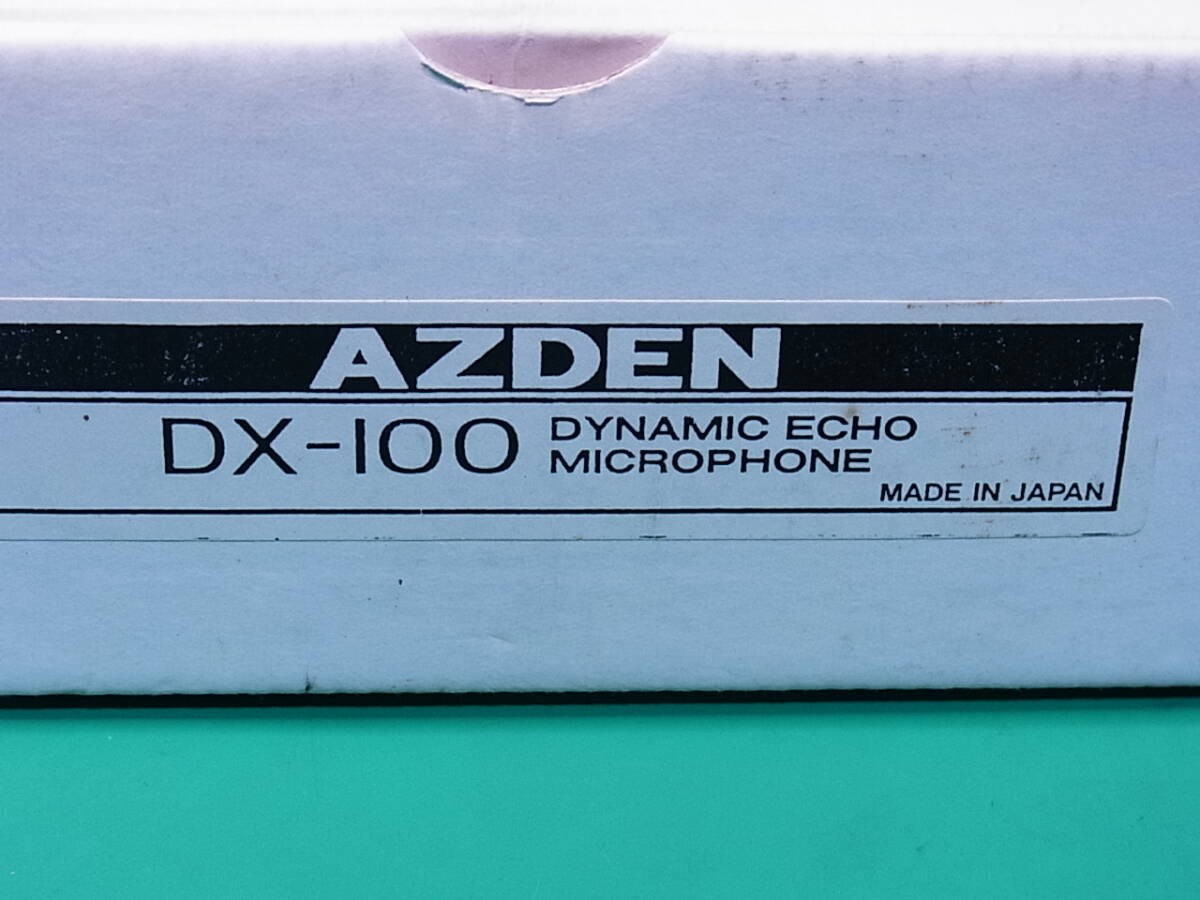 AZDEN
DX-100 DYNAMIC ECHO
MICROPHONE
MADE IN JAPAN